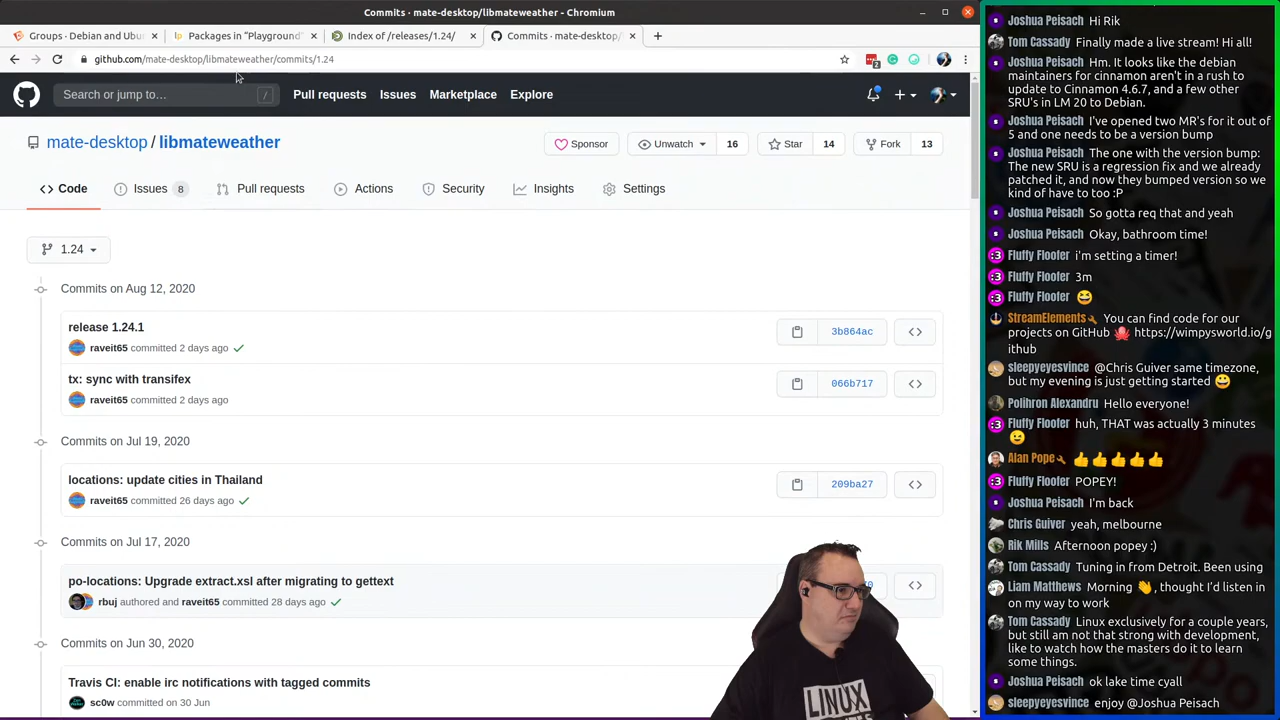 Commits · mate-desktop/libmateweather - Chromium
Groups - Debian and Ubu
Packages in “Playground”
Index of /releases/1.24/
Commits · mate-desktop/
github.com/mate-desktop/libmateweather/commits/1.24
Search or jump to…
/
Pull requests
Issues
Marketplace
Explore
mate-desktop / libmateweather
Sponsor
Unwatch
16
Star
14
Fork
13
Code
Issues 8
Pull requests
Actions
Security
Insights
Settings
1.24
Commits on Aug 12, 2020
release 1.24.1
raveit65 committed 2 days ago
3b864ac
tx: sync with transifex
raveit65 committed 2 days ago
066b717
Commits on Jul 19, 2020
locations: update cities in Thailand
raveit65 committed 26 days ago
209ba27
Commits on Jul 17, 2020
po-locations: Upgrade extract.xsl after migrating to gettext
rbuj authored and raveit65 committed 28 days ago
Commits on Jun 30, 2020
Travis CI: enable irc notifications with tagged commits
sc0w committed on 30 Jun
LINUX
Joshua Peisach Hi Rik
Tom Cassady Finally made a live stream! Hi all!
Joshua Peisach Hm. It looks like the debian
maintainers for cinnamon aren't in a rush to
update to Cinnamon 4.6.7, and a few other
SRU's in LM 20 to Debian.
Joshua Peisach I've opened two MR's for it out of
5 and one needs to be a version bump
Joshua Peisach The one with the version bump:
The new SRU is a regression fix and we already
patched it, and now they bumped version so we
kind of have to too :P
Joshua Peisach So gotta req that and yeah
Joshua Peisach Okay, bathroom time!
Fluffy Floofer i'm setting a timer!
Fluffy Floofer 3m
Fluffy Floofer 😆
StreamElements You can find code for our
projects on GitHub 🐙 https://wimpysworld.io/g
ithub
sleepyeyesvince @Chris Guiver same timezone,
but my evening is just getting started 😀
Polihron Alexandru Hello everyone!
Fluffy Floofer huh, THAT was actually 3 minutes
😉
Alan Pope 👍👍👍👍👍
Fluffy Floofer POPEY!
Joshua Peisach I'm back
Chris Guiver yeah, melbourne
Rik Mills Afternoon popey :)
Tom Cassady Tuning in from Detroit. Been using
Liam Matthews Morning 👋, thought I'd listen in
on my way to work
Tom Cassady Linux exclusively for a couple years,
but still am not that strong with development,
like to watch how the masters do it to learn
some things.
Joshua Peisach ok lake time cyall
sleepyeyesvince enjoy @Joshua Peisach